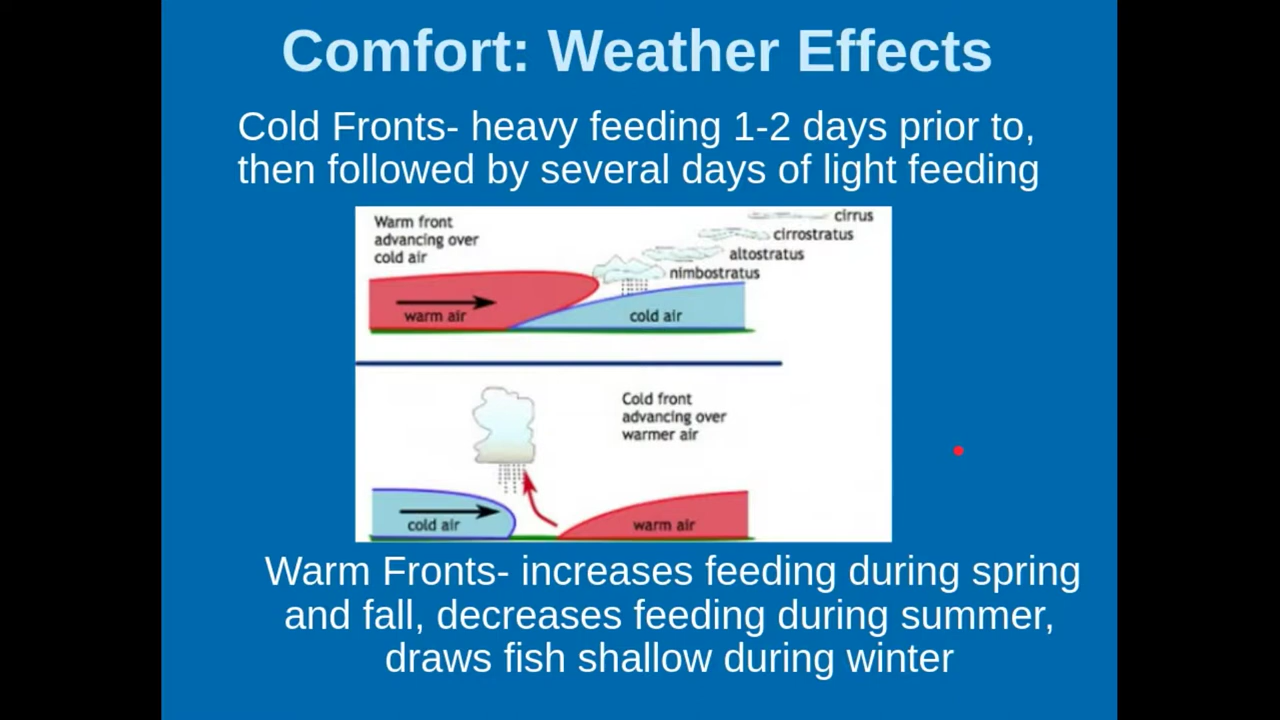 Comfort: Weather Effects
Cold Fronts- heavy feeding 1-2 days prior to,
then followed by several days of light feeding
Warm front
advancing over
cold air
cirrus
cirrostratus
altostratus
nimbostratus
warm air
cold air
Cold front
advancing over
warmer air
cold air
warm air
Warm Fronts- increases feeding during spring
and fall, decreases feeding during summer,
draws fish shallow during winter